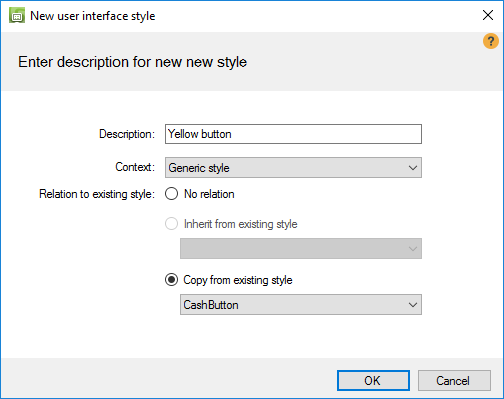 New user interface style
?
Enter description for new new style
Description: Yellow button
Context: Generic style
Relation to existing style: No relation
Inherit from existing style
Copy from existing style
CashButton
OK Cancel